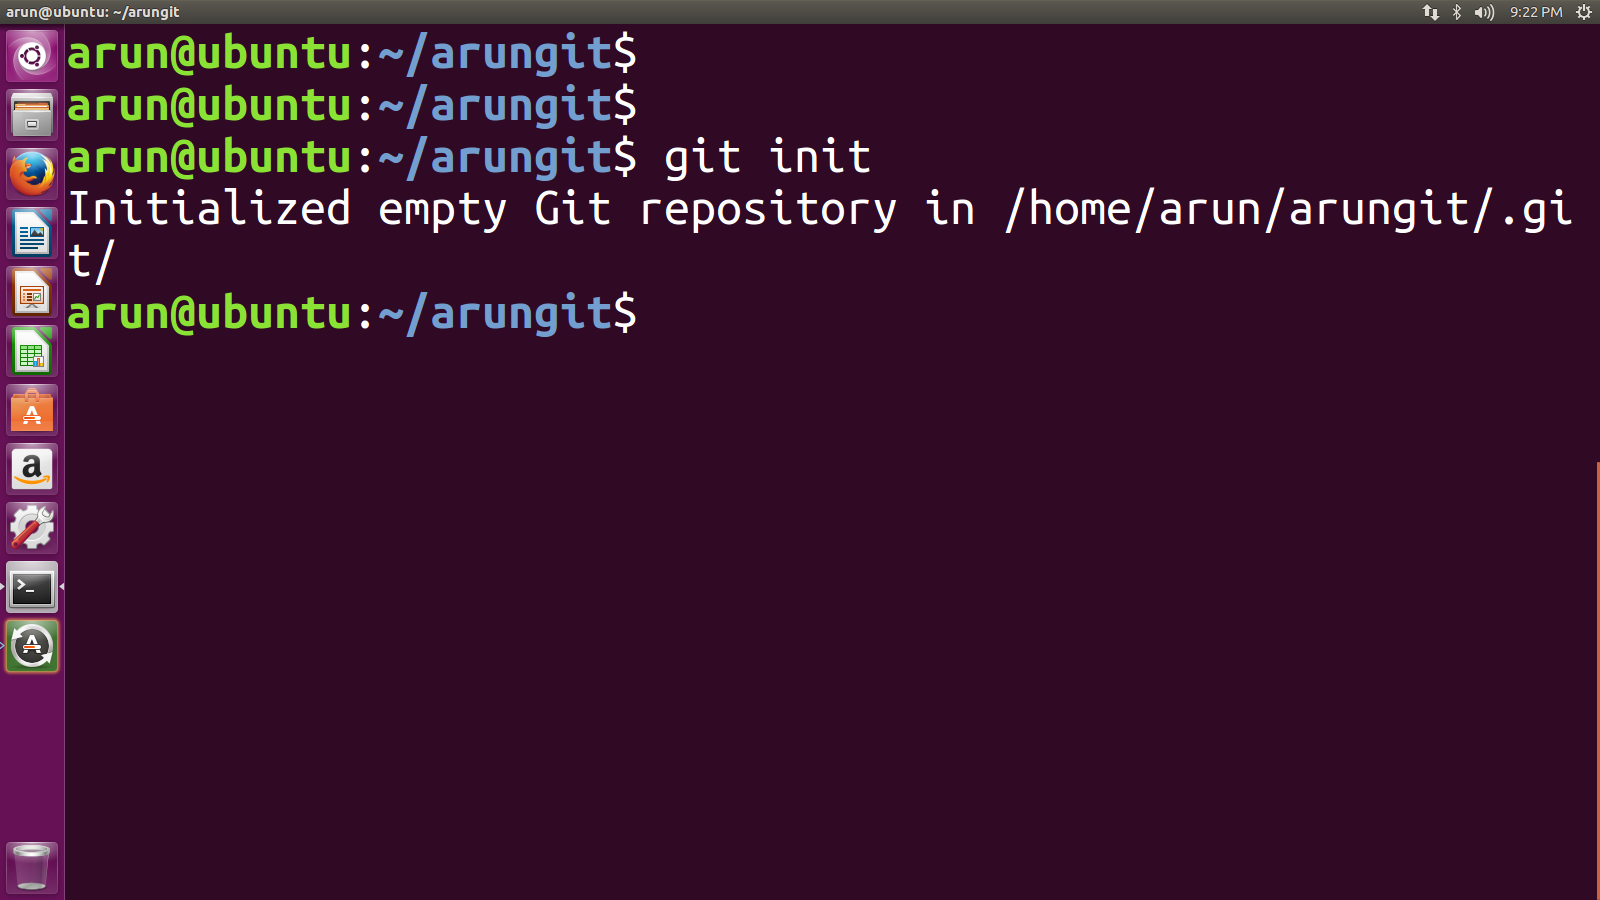 arun@ubuntu: ~/arungit
9:22 PM
arun@ubuntu:~/arungit$
arun@ubuntu:~/arungit$
arun@ubuntu:~/arungit$ git init
Initialized empty Git repository in /home/arun/arungit/.gi
t/
arun@ubuntu:~/arungit$